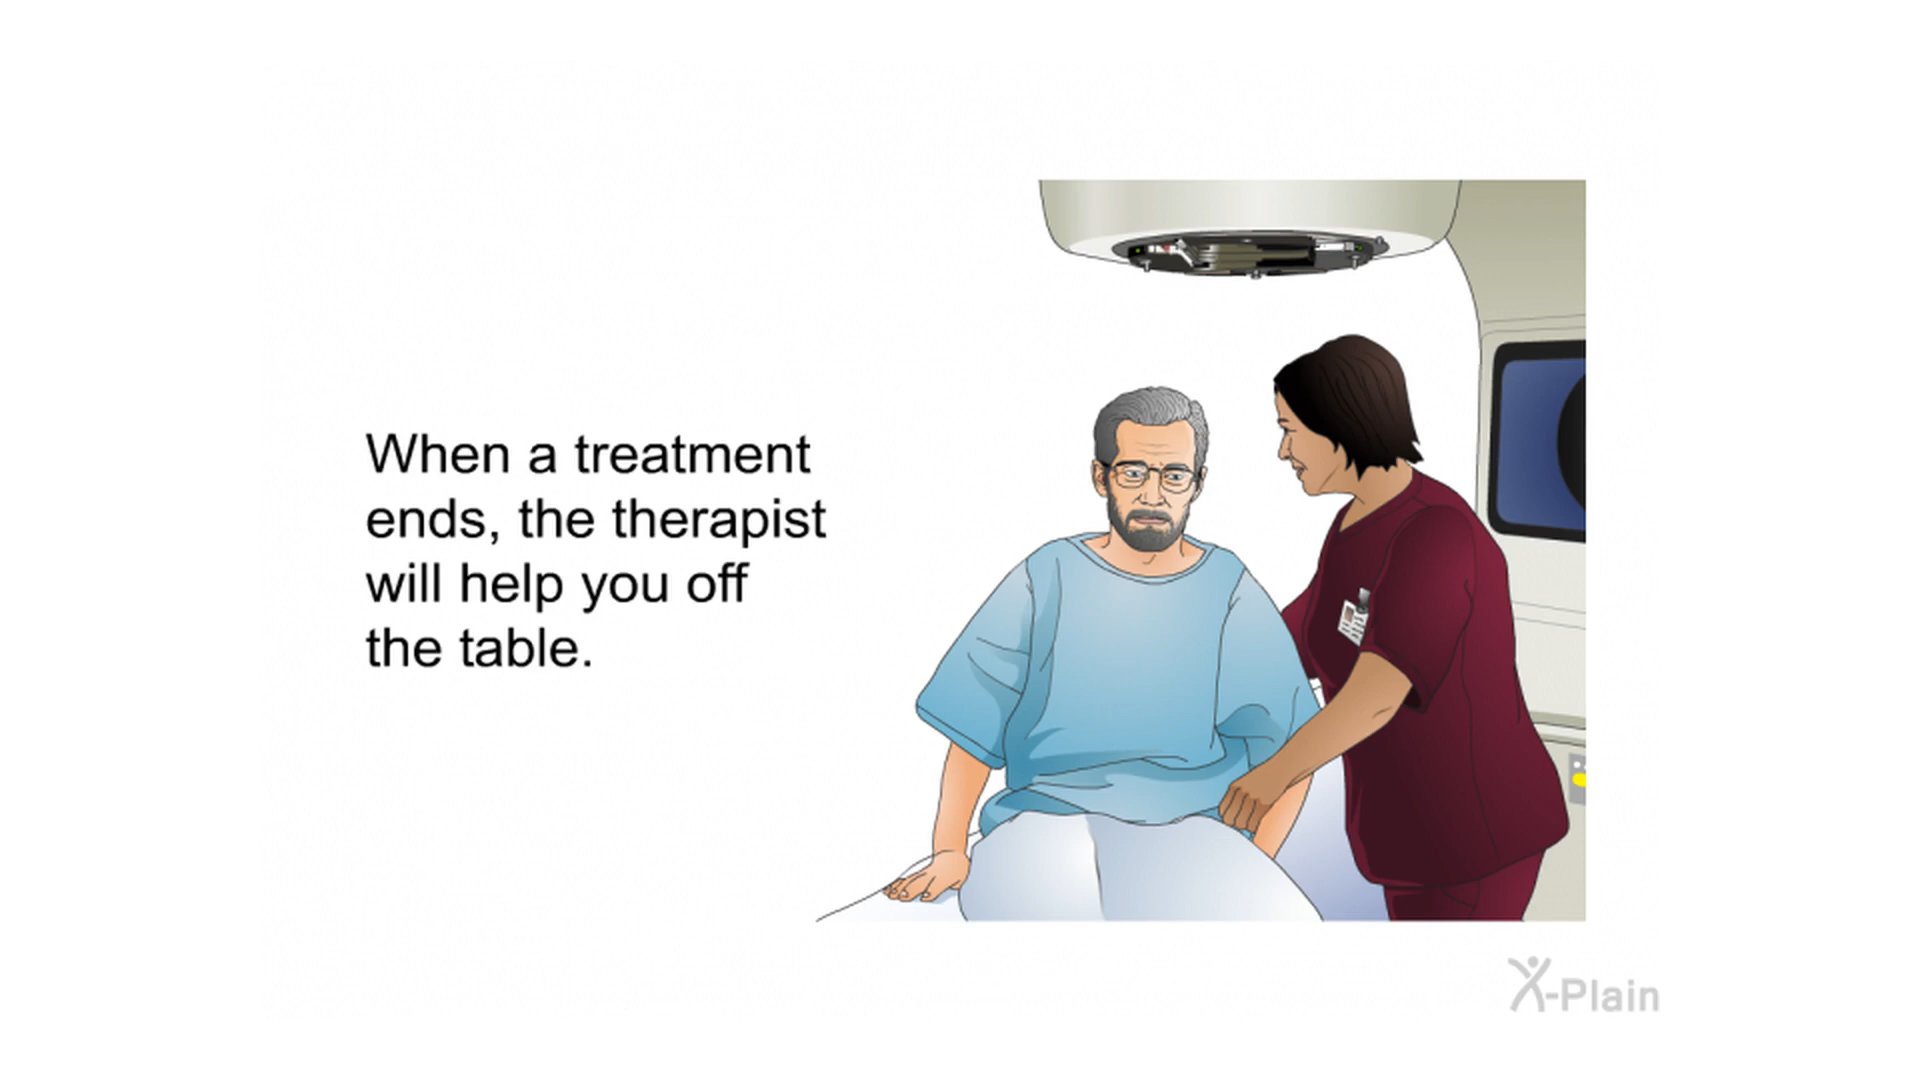 When a treatment
ends, the therapist
will help you off
the table.
X-Plain